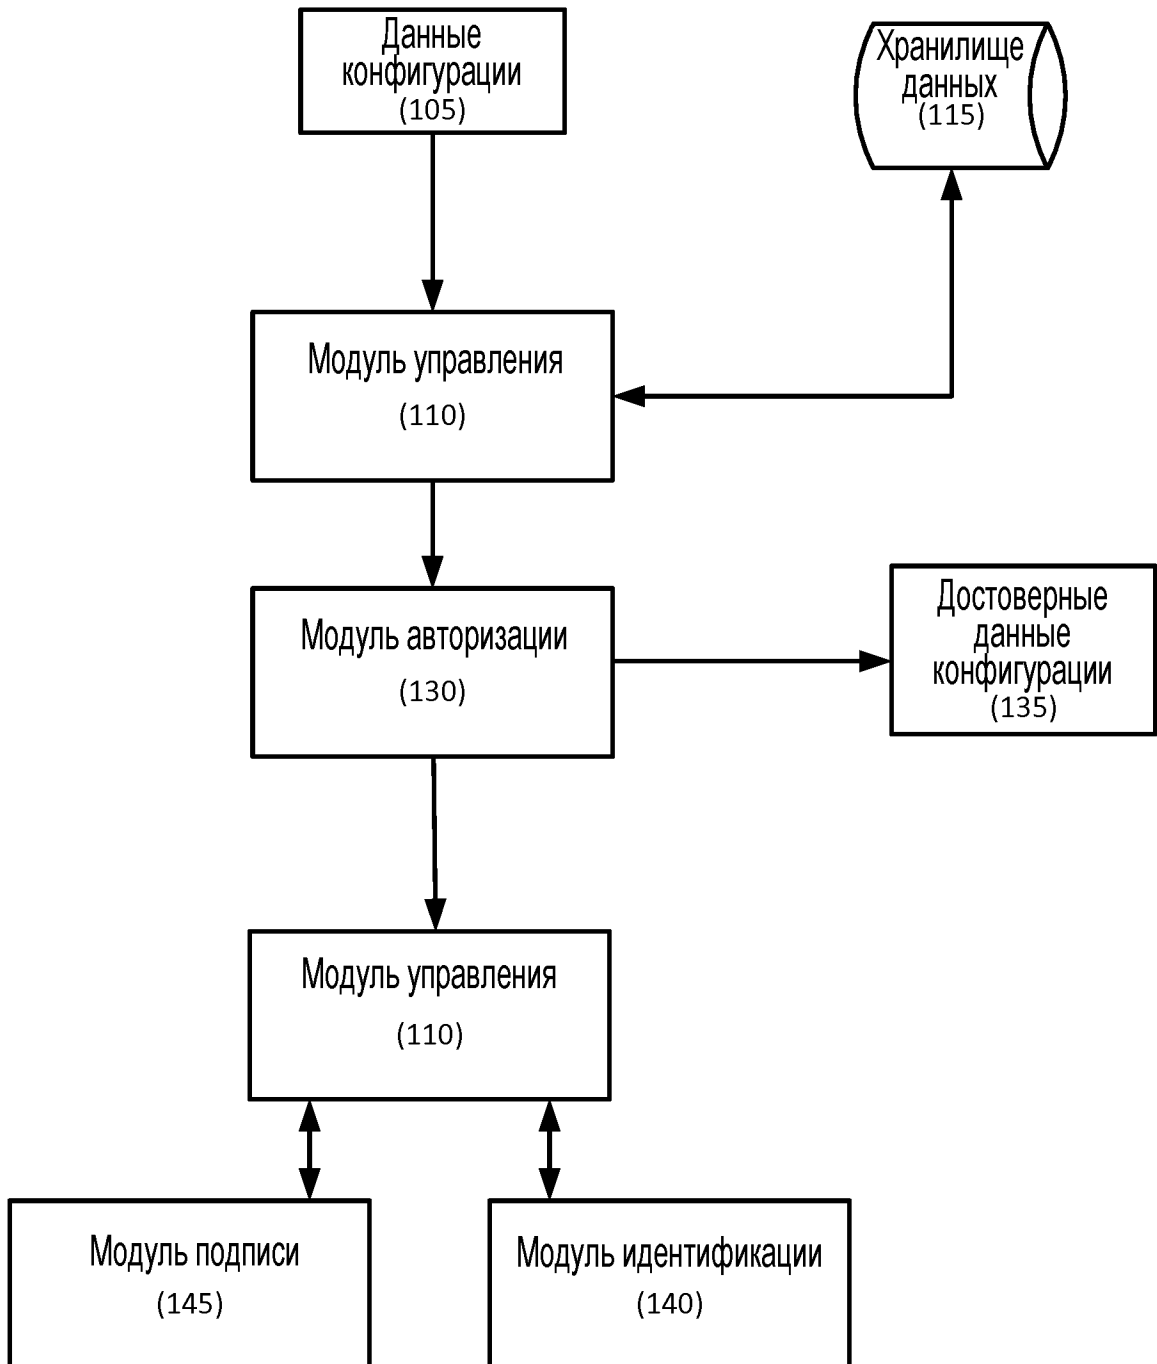 Данные
конфигурации
(105)
Хранилище
данных
(115)
Модуль управления
(110)
Модуль авторизации
(130)
Достоверные
данные
конфигурации
(135)
Модуль управления
(110)
Модуль подписи
(145)
Модуль идентификации
(140)